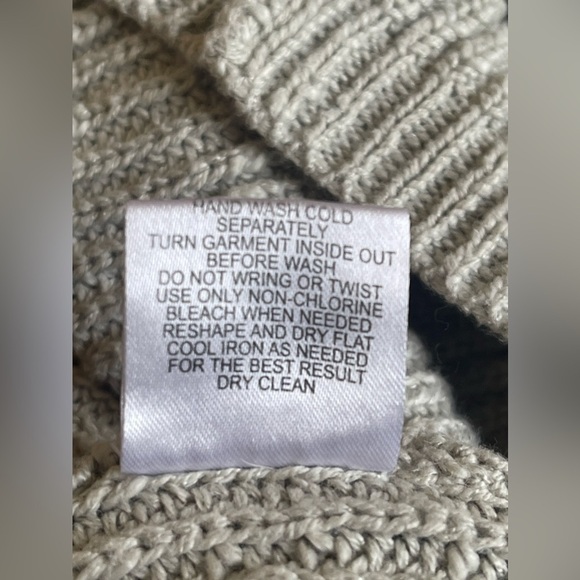 HAND WASH COLD
SEPARATELY
TURN GARMENT INSIDE OUT
BEFORE WASH
DO NOT WRING OR TWIST
USE ONLY NON-CHLORINE
BLEACH WHEN NEEDED
RESHAPE AND DRY FLAT
COOL IRON AS NEEDED
FOR THE BEST RESULT
DRY CLEAN